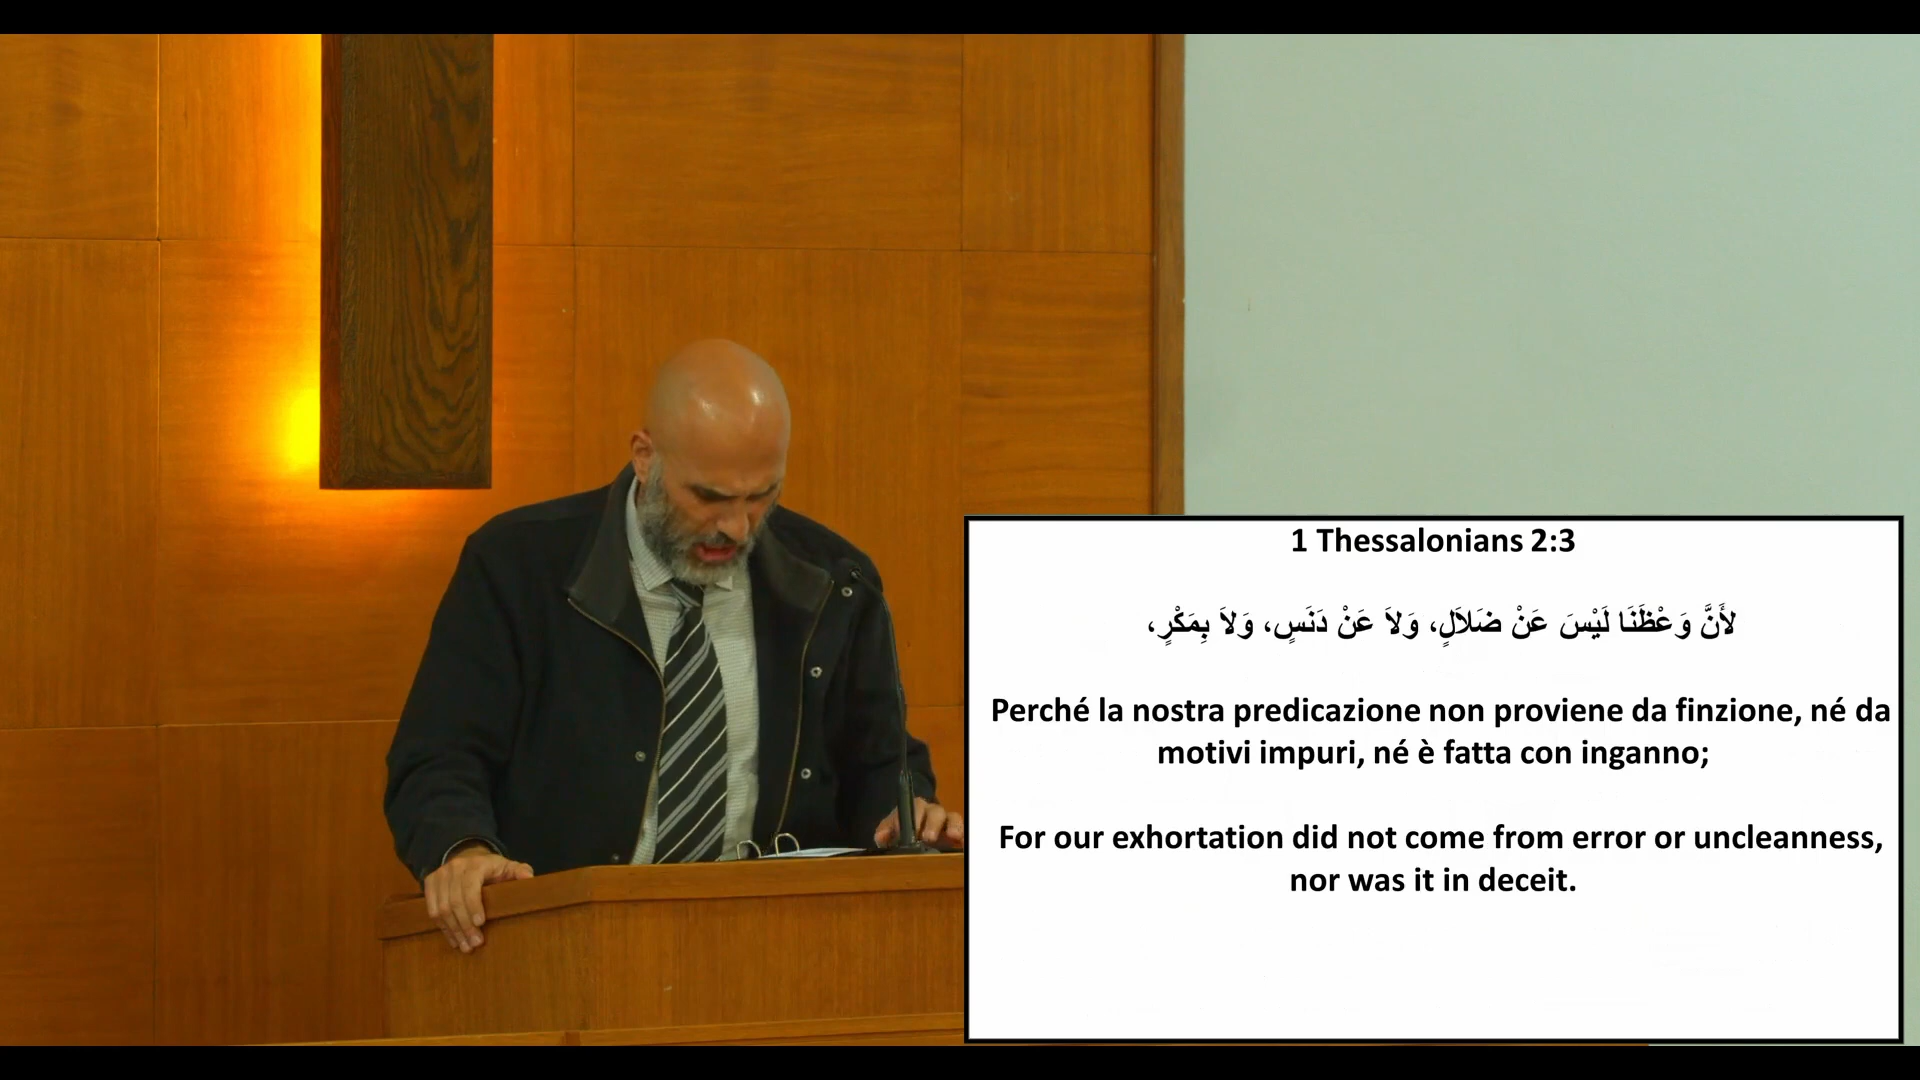 1 Thessalonians 2:3
لأَنَّ وَعْظَنَا لَيْسَ عَنْ ضَلاَلٍ، وَلاَ عَنْ دَنَسٍ، وَلاَ بِمَكْرٍ،
Perché la nostra predicazione non proviene da finzione, né da
motivi impuri, né è fatta con inganno;
For our exhortation did not come from error or uncleanness,
nor was it in deceit.